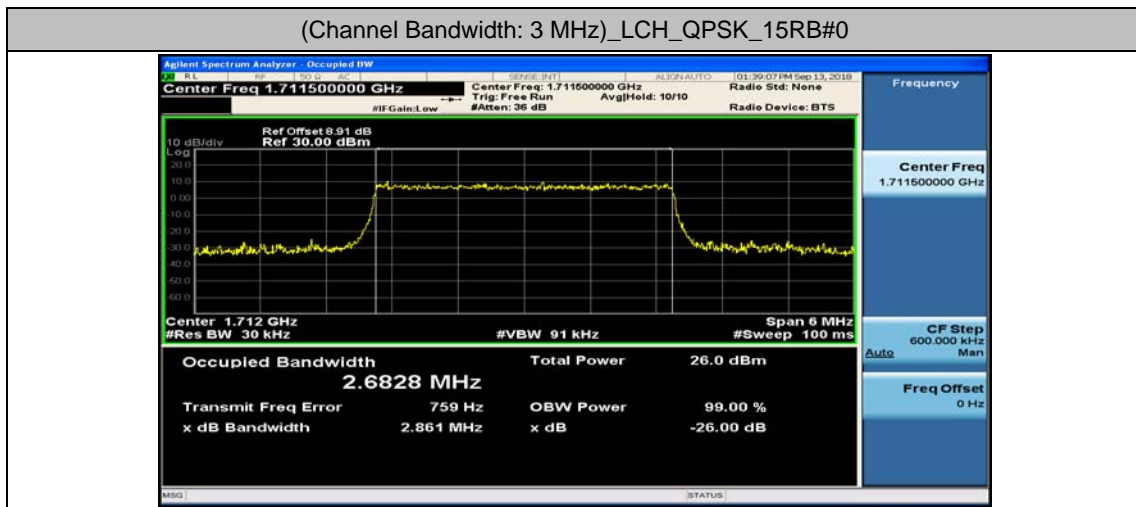 (Channel Bandwidth: 3 MHz)_LCH_QPSK_15RB#0
Agilent Spectrum Analyzer - Occupied BW
RL RF 50 Ω AC SENSE:INT ALIGN AUTO 01:39:07 PM Sep 13, 2018
Center Freq 1.711500000 GHz
Center Freq: 1.711500000 GHz
Radio Std: None
Trig: Free Run Avg|Hold: 10/10
#IFGain:Low #Atten: 36 dB Radio Device: BTS
Ref Offset 8.91 dB
10 dB/div Ref 30.00 dBm
Log
20.0
10.0
0.00
-10.0
-20.0
-30.0
-40.0
-50.0
-60.0
Center 1.712 GHz Span 6 MHz
#Res BW 30 kHz #VBW 91 kHz #Sweep 100 ms
Occupied Bandwidth Total Power 26.0 dBm
2.6828 MHz
Transmit Freq Error 759 Hz OBW Power 99.00 %
x dB Bandwidth 2.861 MHz x dB -26.00 dB
Frequency
Center Freq
1.711500000 GHz
CF Step
600.000 kHz
Auto Man
Freq Offset
0 Hz
MSG STATUS